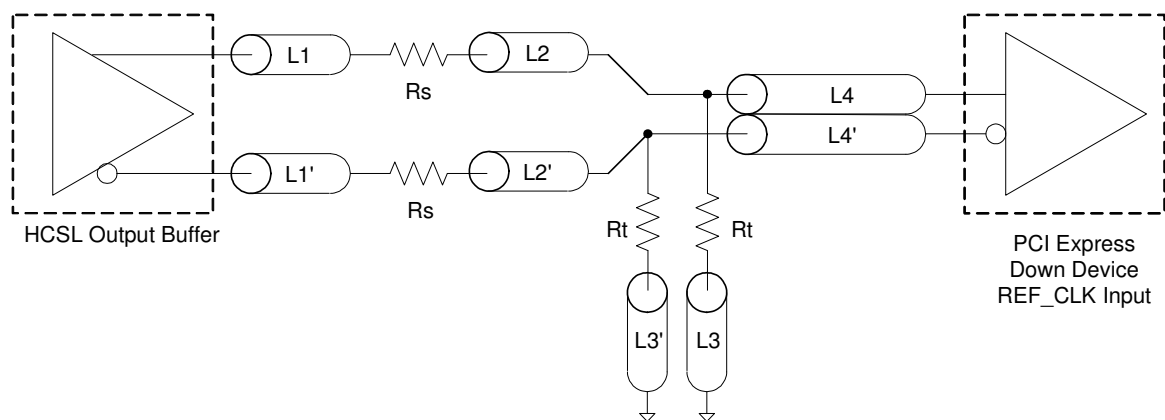 L1
Rs
L2
L4
L4'
L1'
Rs
L2'
HCSL Output Buffer
Rt
Rt
L3'
L3
PCI Express
Down Device
REF_CLK Input